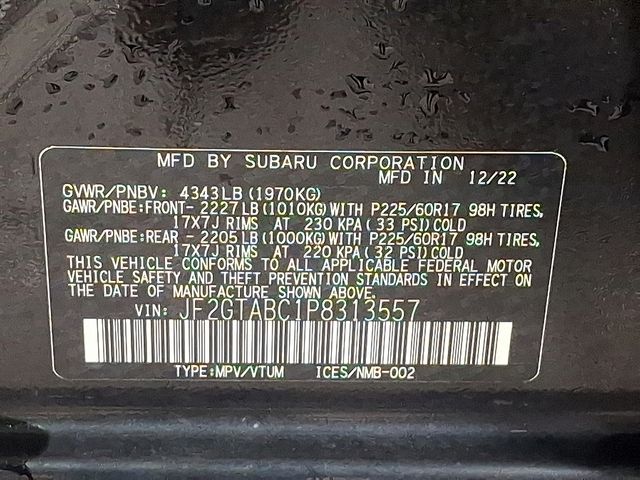 MFD BY SUBARU CORPORATION
MFD IN 12/22
GVWR/PNBV: 4343LB(1970KG)
GAWR/PNBE:FRONT- 2227LB(1010KG)WITH P225/60R17 98H TIRES,
17X7J RIMS AT 230 KPA( 33 PSI)COLD
GAWR/PNBE:REAR - 2205LB(1000KG)WITH P225/60R17 98H TIRES,
17X7J RIMS AT 220 KPA( 32 PSI)COLD
THIS VEHICLE CONFORMS TO ALL APPLICABLE FEDERAL MOTOR
VEHICLE SAFETY AND THEFT PREVENTION STANDARDS IN EFFECT
ON THE DATE OF MANUFACTURE SHOWN ABOVE.
VIN: JF2GTABC1P8313557
TYPE:MPV/VTUM ICES/NMB-002